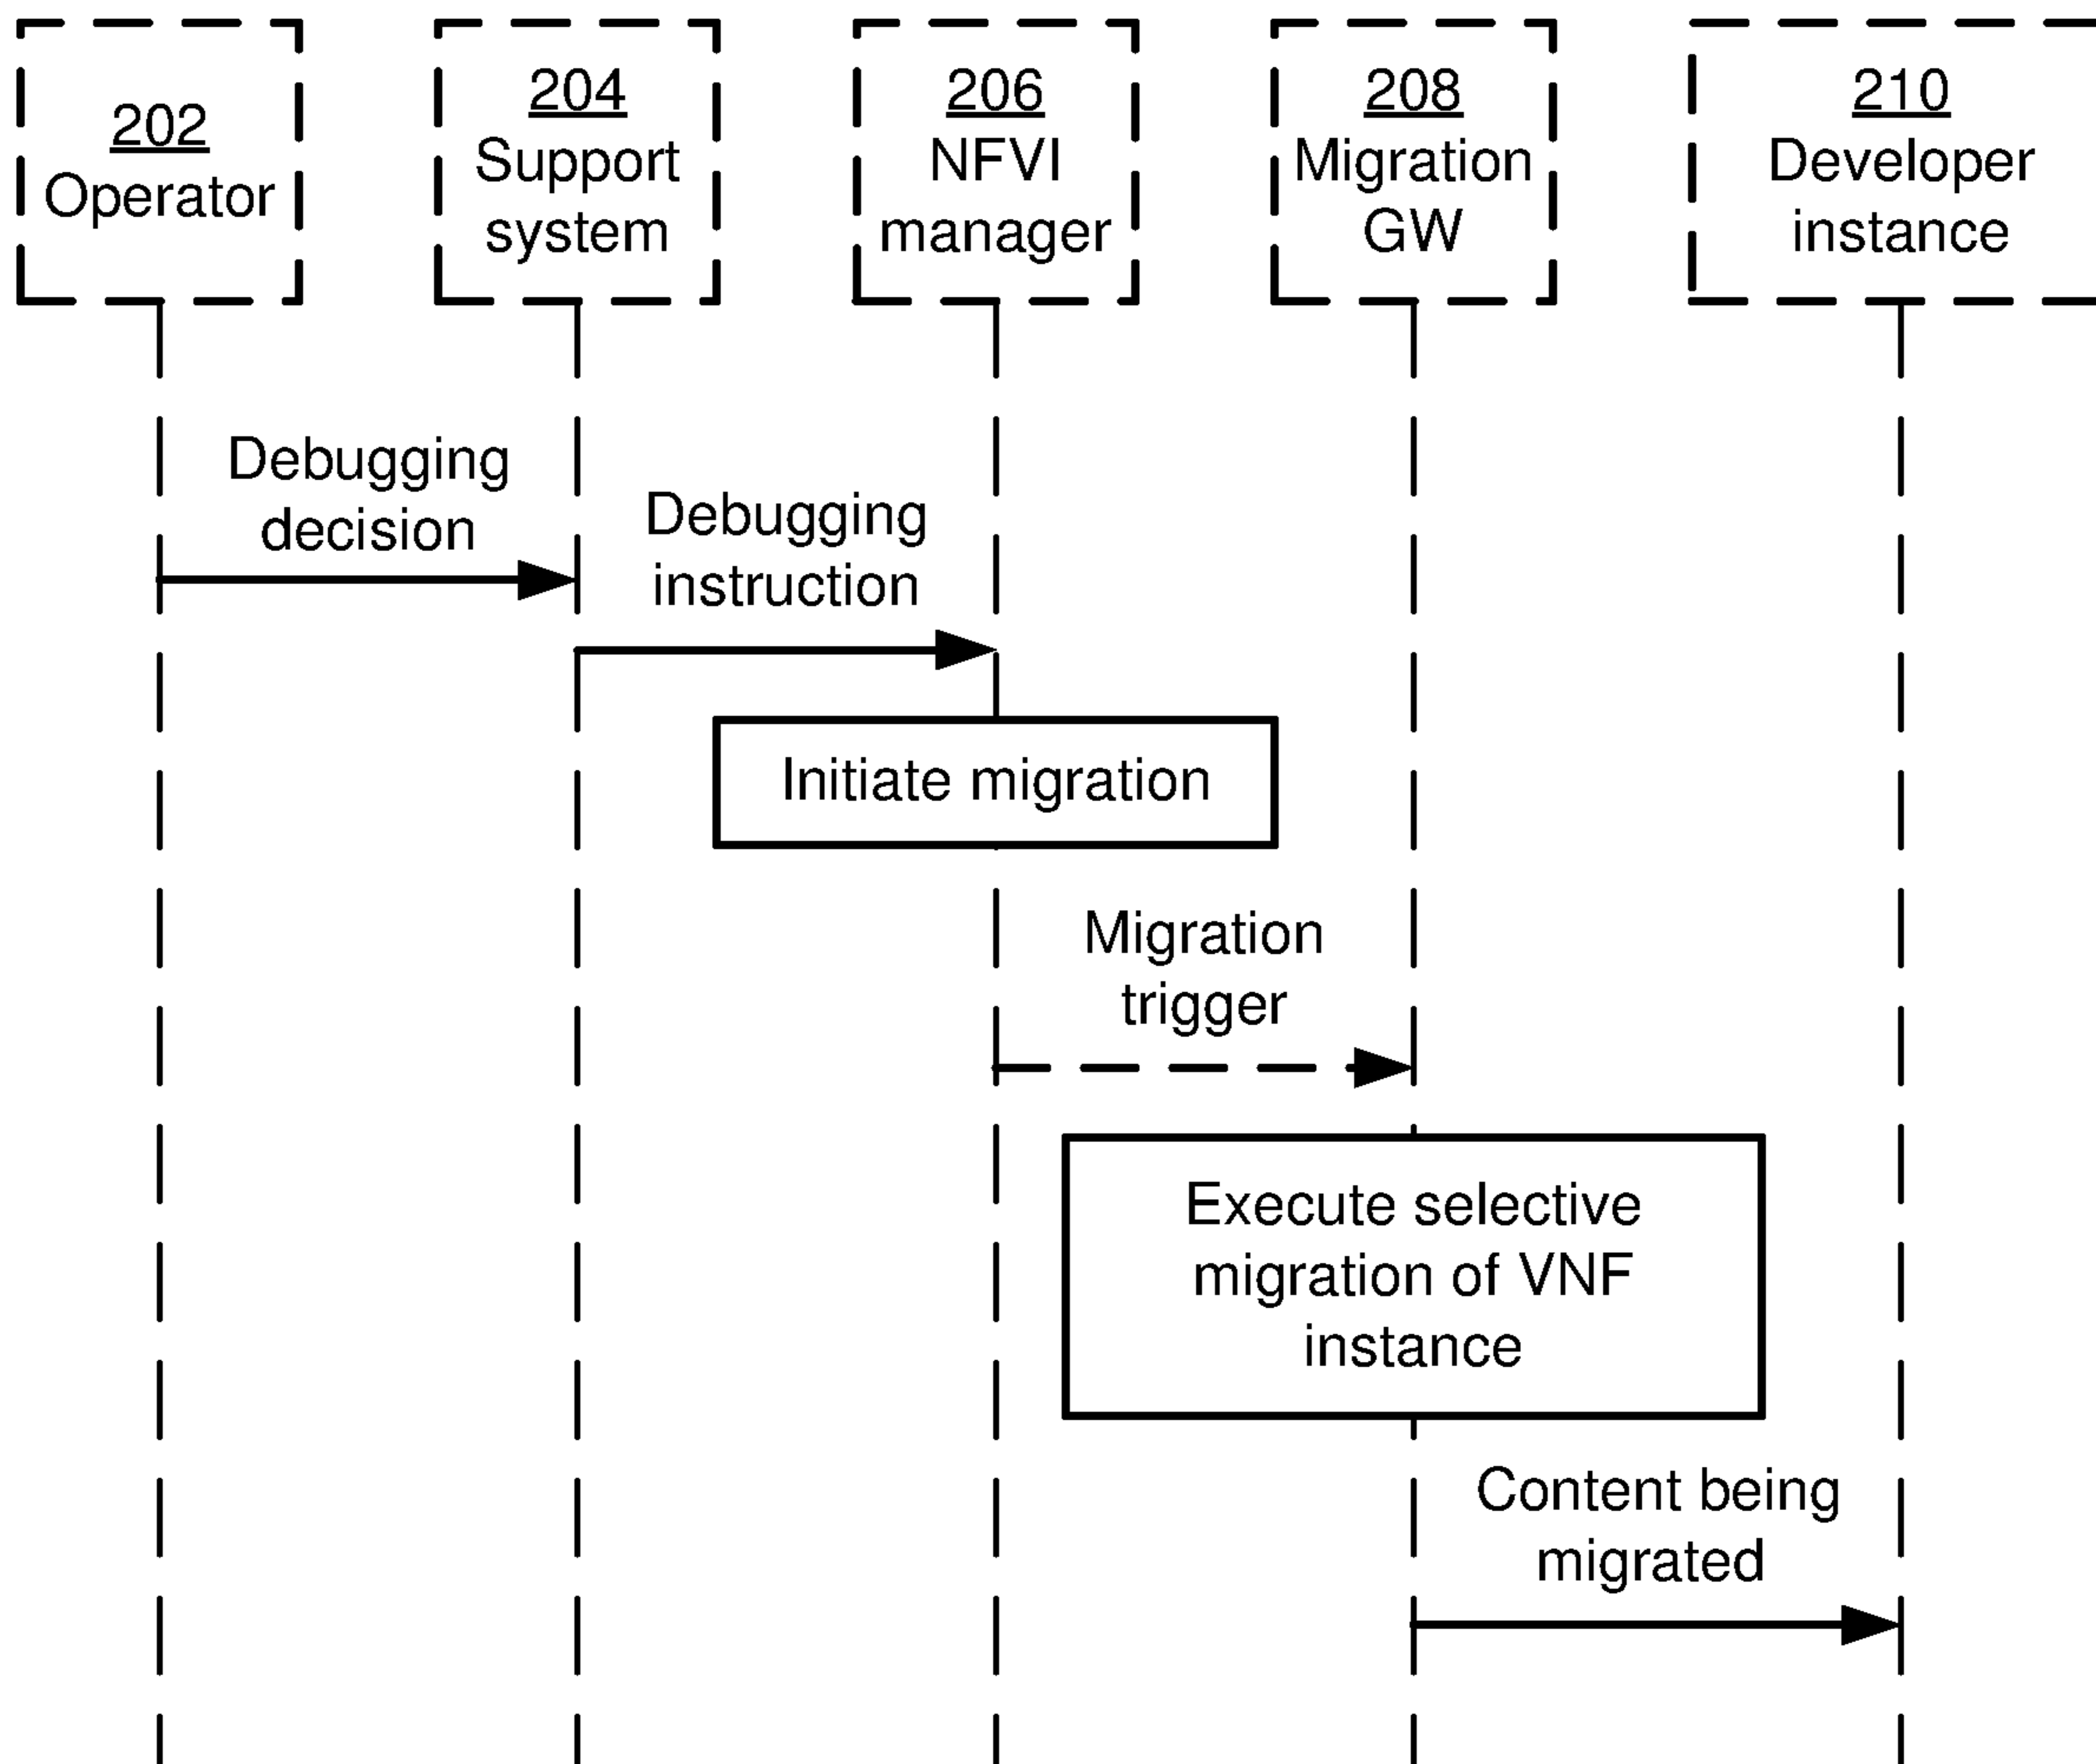 202
Operator
204
Support
system
206
NFVI
manager
208
Migration
GW
210
Developer
instance
Debugging
decision
Debugging
instruction
Initiate migration
Migration
trigger
Execute selective
migration of VNF
instance
Content being
migrated